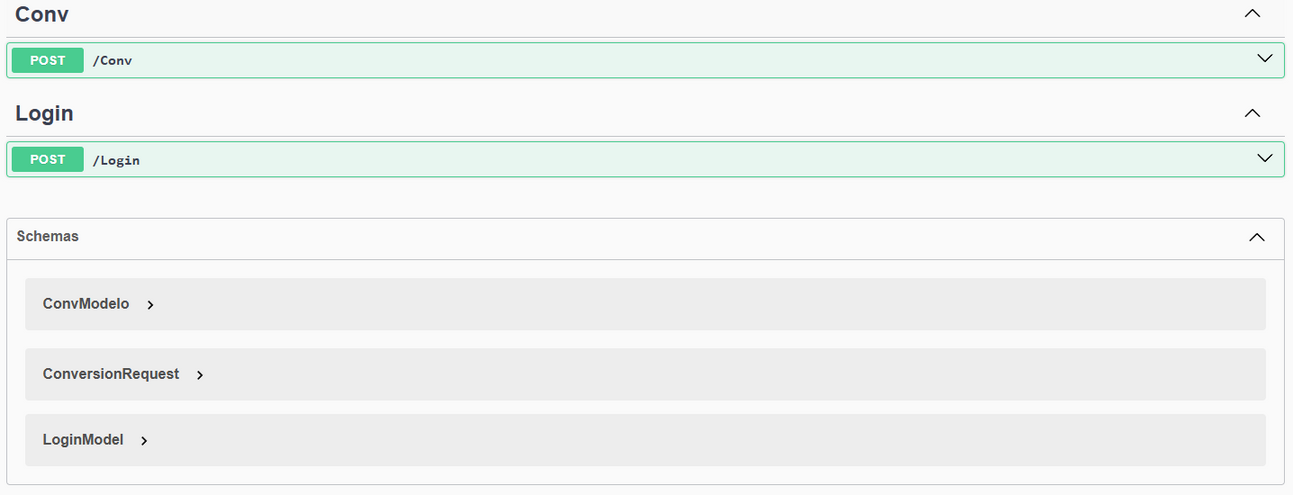 Conv
POST /Conv
Login
POST /Login
Schemas
ConvModelo
ConversionRequest
LoginModel